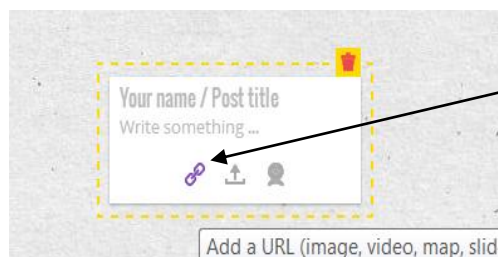 Your name / Post title
Write something ...
Add a URL (image, video, map, slid